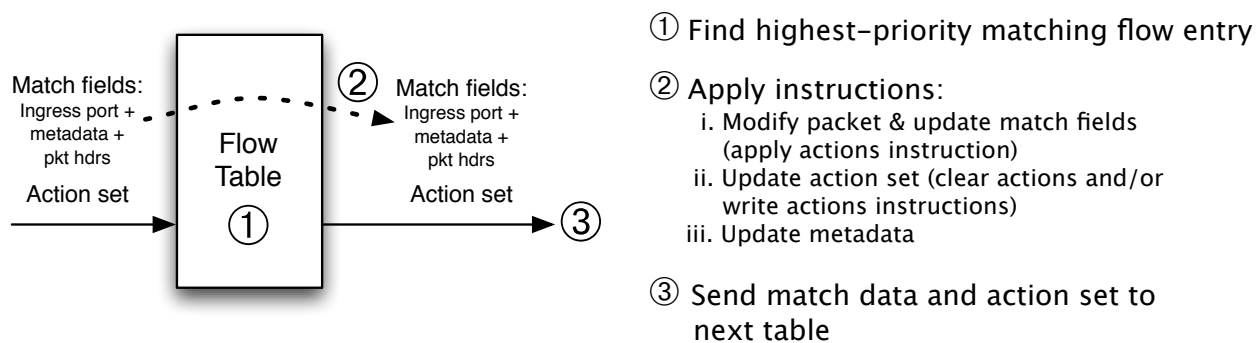 Match fields:
Ingress port +
metadata +
pkt hdrs
Action set
Flow
Table
①
②
Match fields:
Ingress port +
metadata +
pkt hdrs
Action set
③
① Find highest–priority matching flow entry
② Apply instructions:
i. Modify packet & update match fields
(apply actions instruction)
ii. Update action set (clear actions and/or
write actions instructions)
iii. Update metadata
③ Send match data and action set to
next table